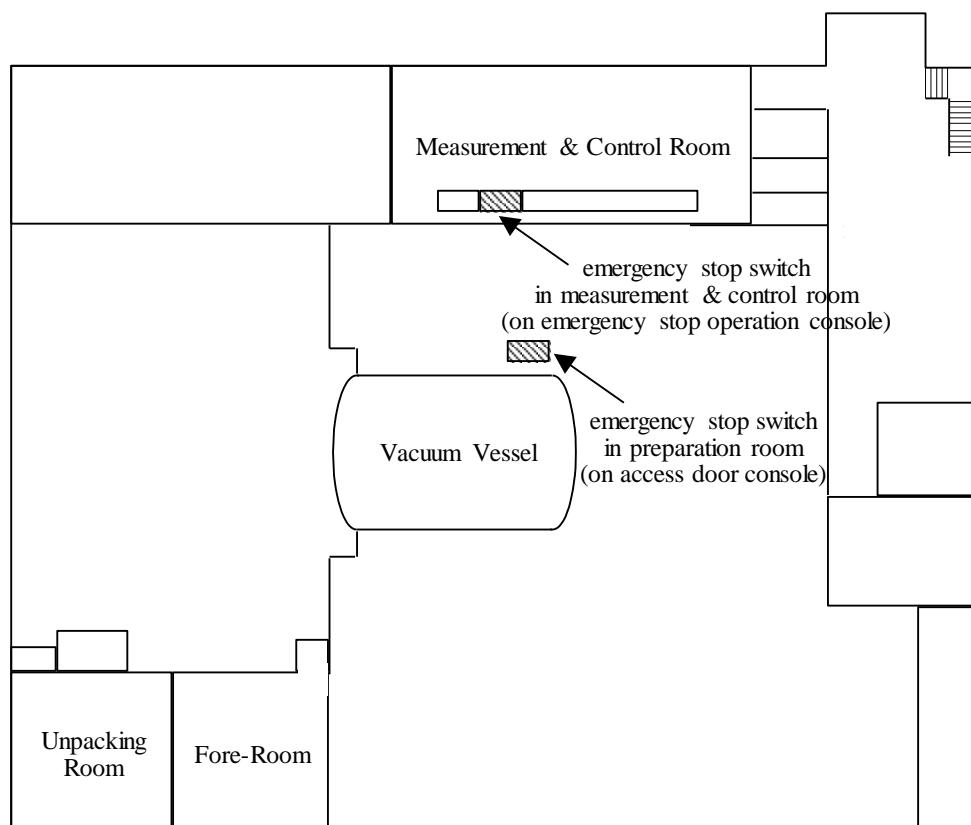 Measurement & Control Room
emergency stop switch
in measurement & control room
(on emergency stop operation console)
emergency stop switch
in preparation room
(on access door console)
Vacuum Vessel
Unpacking
Room
Fore-Room